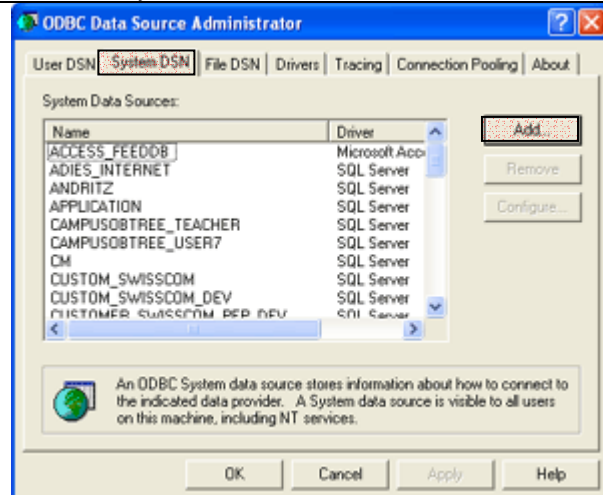 ODBC Data Source Administrator
User DSN System DSN File DSN Drivers Tracing Connection Pooling About
System Data Sources:
Name Driver
Add...
ACCESS_FEEDDB Microsoft Acc
ADIES_INTERNET SQL Server
Remove
ANDRITZ SQL Server
APPLICATION SQL Server
Configure...
CAMPUSOBTREE_TEACHER SQL Server
CAMPUSOBTREE_USER7 SQL Server
CM SQL Server
CUSTOM_SWISSCOM SQL Server
CUSTOM_SWISSCOM_DEV SQL Server
CUSTOMER_SWISSCOM_PEP_DEV SQL Server
An ODBC System data source stores information about how to connect to
the indicated data provider. A System data source is visible to all users
on this machine, including NT services.
OK Cancel Apply Help